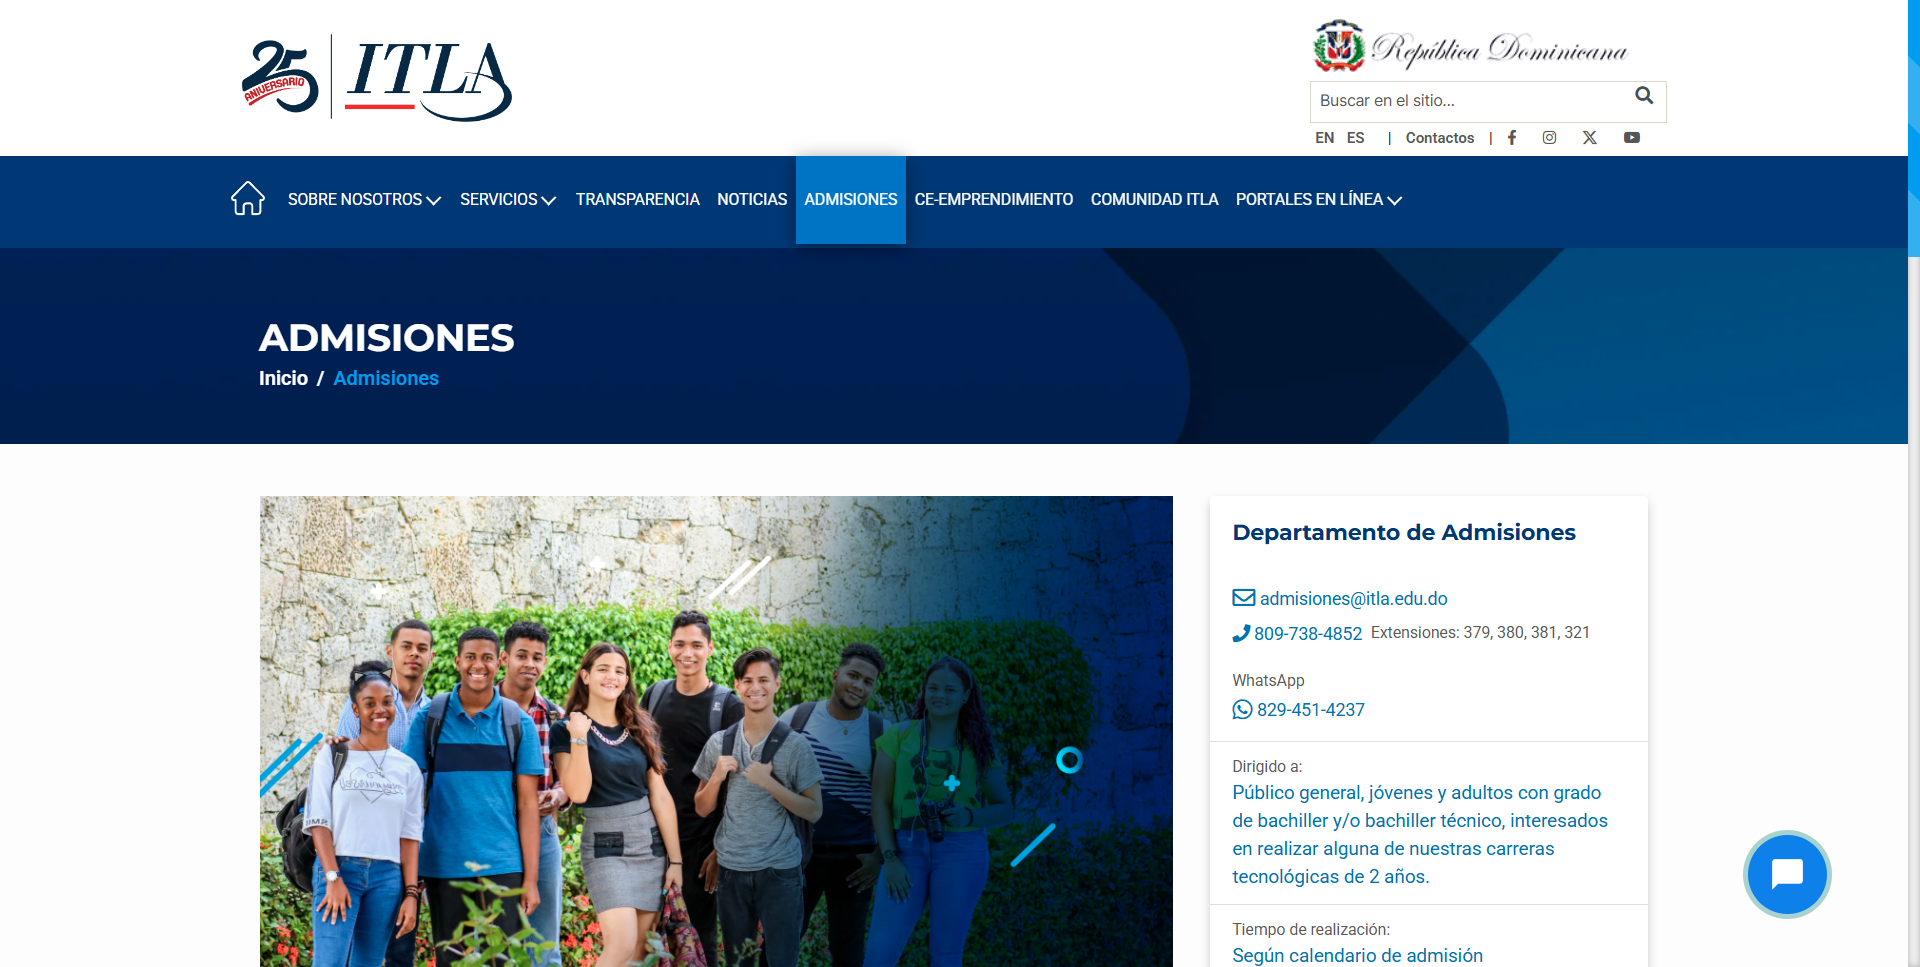 25
ANIVERSARIO
ITLA
República Dominicana
Buscar en el sitio...
EN ES | Contactos |
SOBRE NOSOTROS SERVICIOS TRANSPARENCIA NOTICIAS ADMISIONES CE-EMPRENDIMIENTO COMUNIDAD ITLA PORTALES EN LÍNEA
ADMISIONES
Inicio / Admisiones
Departamento de Admisiones
admisiones@itla.edu.do
809-738-4852 Extensiones: 379, 380, 381, 321
WhatsApp
829-451-4237
Dirigido a:
Público general, jóvenes y adultos con grado
de bachiller y/o bachiller técnico, interesados
en realizar alguna de nuestras carreras
tecnológicas de 2 años.
Tiempo de realización:
Según calendario de admisión